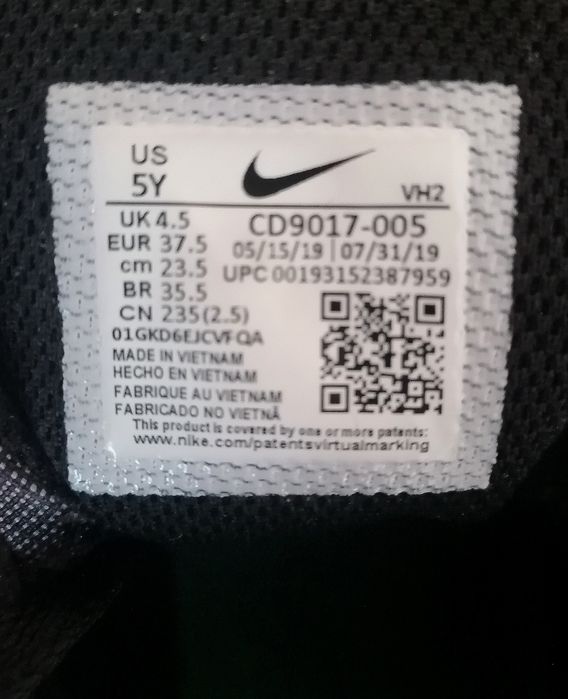 US
5Y
VH2
UK 4.5
EUR 37.5
cm 23.5
BR 35.5
CN 235(2.5)
CD9017-005
05/15/19 | 07/31/19
UPC 00193152387959
01GKD6EJCVFQA
MADE IN VIETNAM
HECHO EN VIETNAM
FABRIQUE AU VIETNAM
FABRICADO NO VIETNÃ
This product is covered by one or more patents:
www.nike.com/patentsvirtualmarking